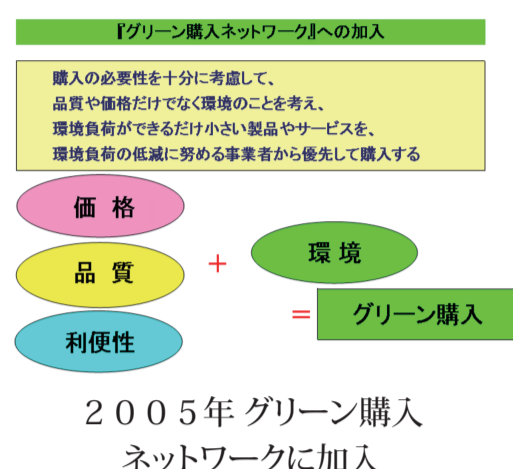 『グリーン購入ネットワーク』への加入
購入の必要性を十分に考慮して、
品質や価格だけでなく環境のことを考え、
環境負荷ができるだけ小さい製品やサービスを、
環境負荷の低減に努める事業者から優先して購入する
価 格
品 質
利便性
+
環 境
=
グリーン購入
２００５年 グリーン購入
ネットワークに加入